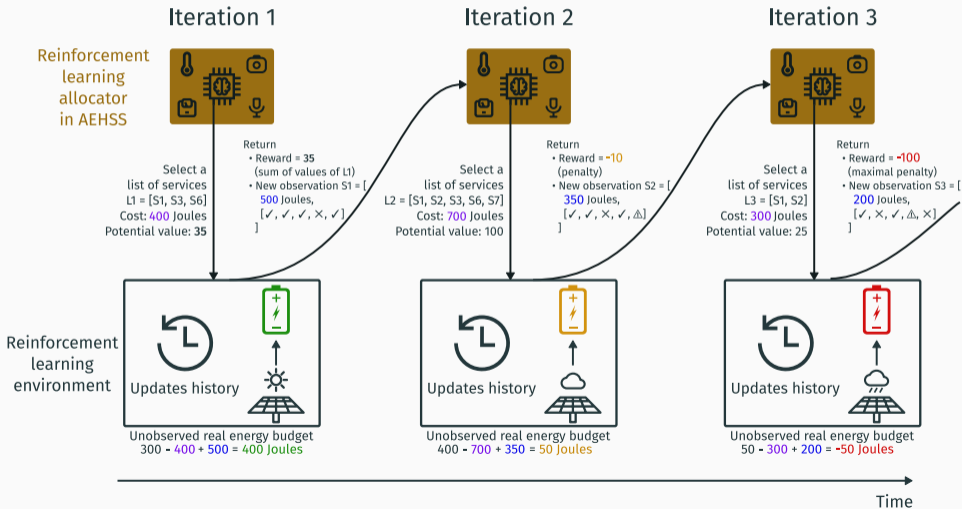 Iteration 1
Iteration 2
Iteration 3
Reinforcement
learning
allocator
in AEHSS
Select a
list of services
L1 = [S1, S3, S6]
Cost: 400 Joules
Potential value: 35
Return
• Reward = 35
(sum of values of L1)
• New observation S1 = [
500 Joules,
[✓, ✓, ✓, ×, ✓]
]
Select a
list of services
L2 = [S1, S2, S3, S6, S7]
Cost: 700 Joules
Potential value: 100
Return
• Reward = -10
(penalty)
• New observation S2 = [
350 Joules,
[✓, ✓, ×, ✓, ⚠]
]
Select a
list of services
L3 = [S1, S2]
Cost: 300 Joules
Potential value: 25
Return
• Reward = -100
(maximal penalty)
• New observation S3 = [
200 Joules,
[✓, ×, ✓, ⚠, ×]
]
Reinforcement
learning
environment
Updates history
Updates history
Updates history
Unobserved real energy budget
300 - 400 + 500 = 400 Joules
Unobserved real energy budget
400 - 700 + 350 = 50 Joules
Unobserved real energy budget
50 - 300 + 200 = -50 Joules
Time